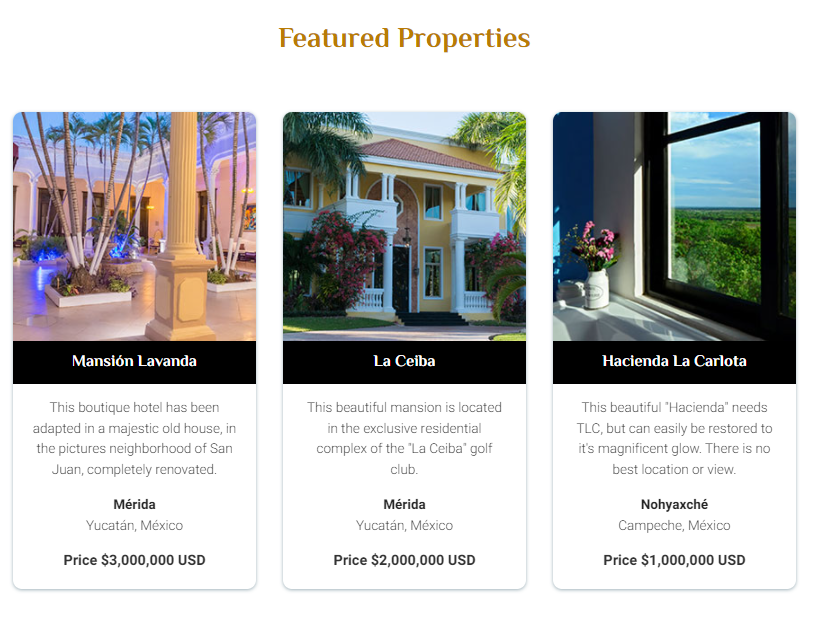 Featured Properties
Mansión Lavanda
This boutique hotel has been
adapted in a majestic old house, in
the pictures neighborhood of San
Juan, completely renovated.
Mérida
Yucatán, México
Price $3,000,000 USD
La Ceiba
This beautiful mansion is located
in the exclusive residential
complex of the "La Ceiba" golf
club.
Mérida
Yucatán, México
Price $2,000,000 USD
Hacienda La Carlota
This beautiful "Hacienda" needs
TLC, but can easily be restored to
it's magnificent glow. There is no
best location or view.
Nohyaxché
Campeche, México
Price $1,000,000 USD